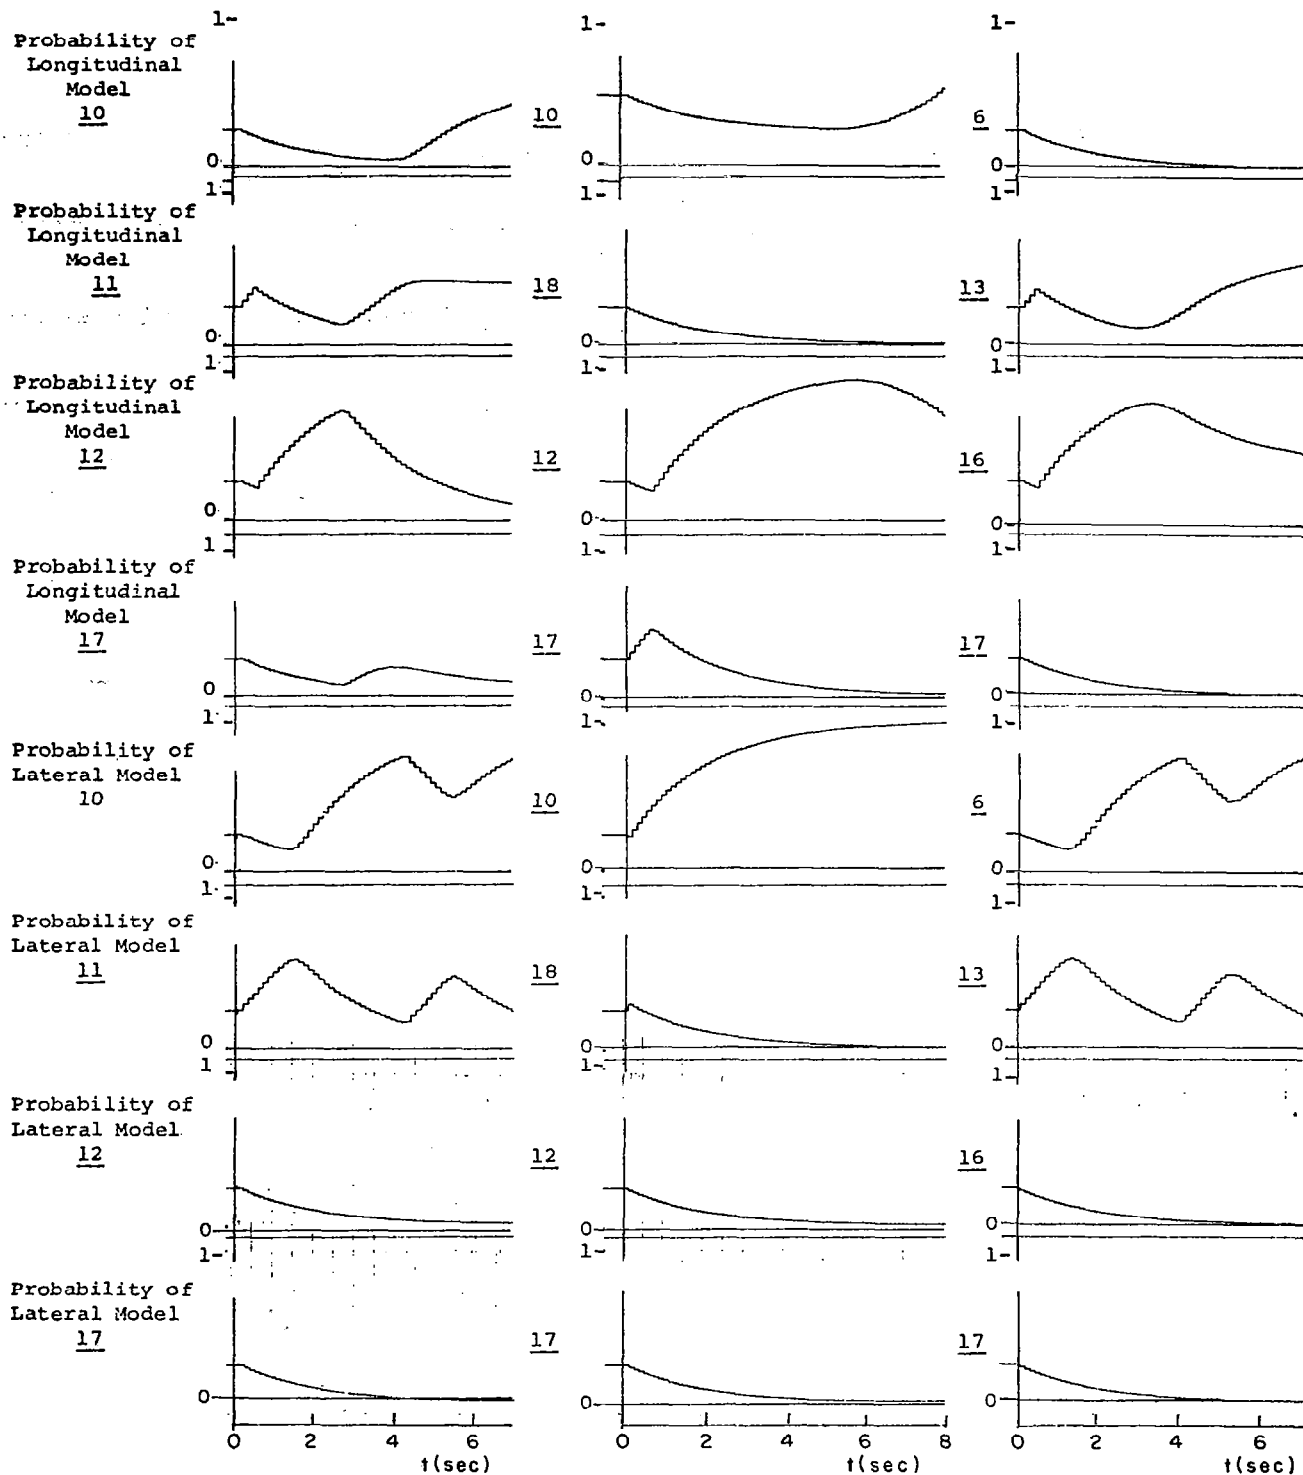 1-
1-
1-
Probability of
Longitudinal
Model
10
10
6
0
0
0
1-
1-
1-
Probability of
Longitudinal
Model
11
18
13
0
0-
0
1-
1-
1-
Probability of
Longitudinal
Model
12
12
16
0
0-
0-
1-
1-
1-
Probability of
Longitudinal
Model
17
17
17
0
0-
0
1-
1-
1-
Probability of
Lateral Model
10
10
6
0
0-
0
1-
1-
1-
Probability of
Lateral Model
11
18
13
0
0
0-
1-
1-
1-
Probability of
Lateral Model
12
12
16
0-
0
0-
1-
1-
1-
Probability of
Lateral Model
17
17
17
0-
0-
0-
0 2 4 6
0 2 4 6 8
0 2 4 6
t(sec)
t(sec)
t(sec)